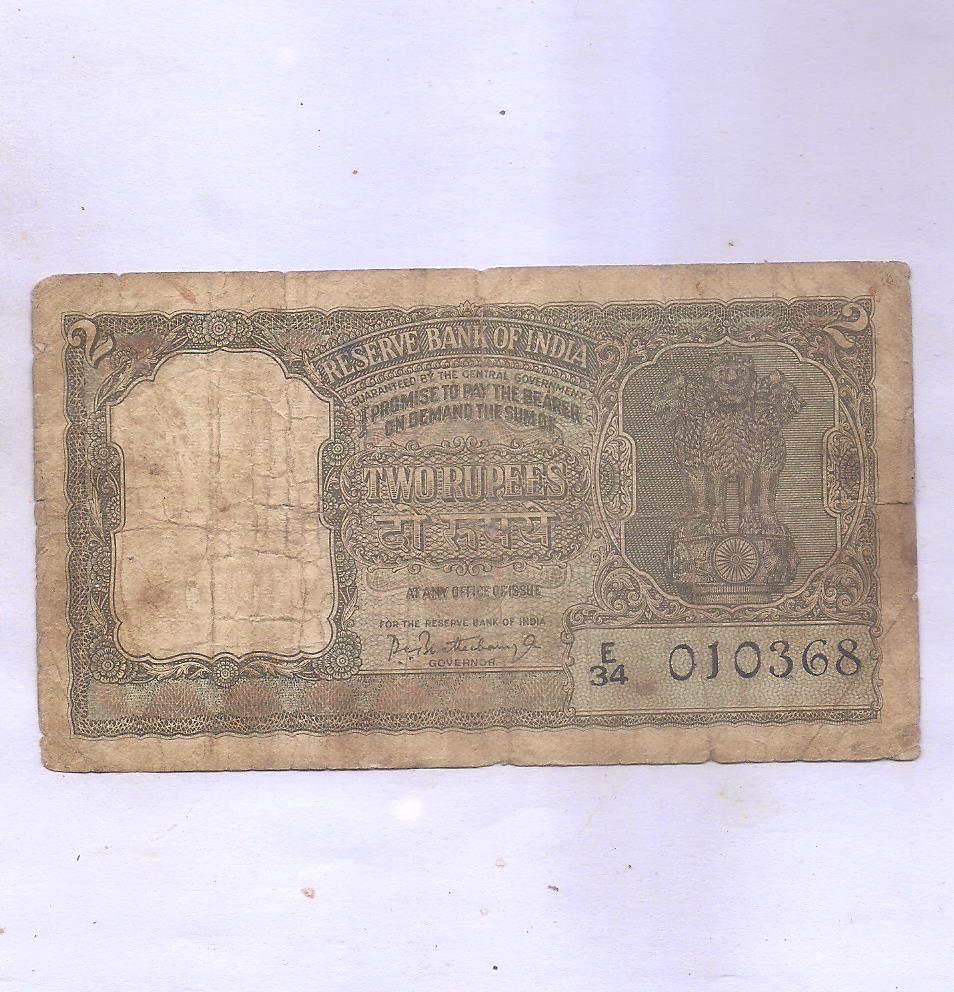 2
2
RESERVE BANK OF INDIA
GUARANTEED BY THE CENTRAL GOVERNMENT
I PROMISE TO PAY THE BEARER
ON DEMAND THE SUM OF
TWO RUPEES
दो रुपये
AT ANY OFFICE OF ISSUE
FOR THE RESERVE BANK OF INDIA
GOVERNOR
E
34 010368